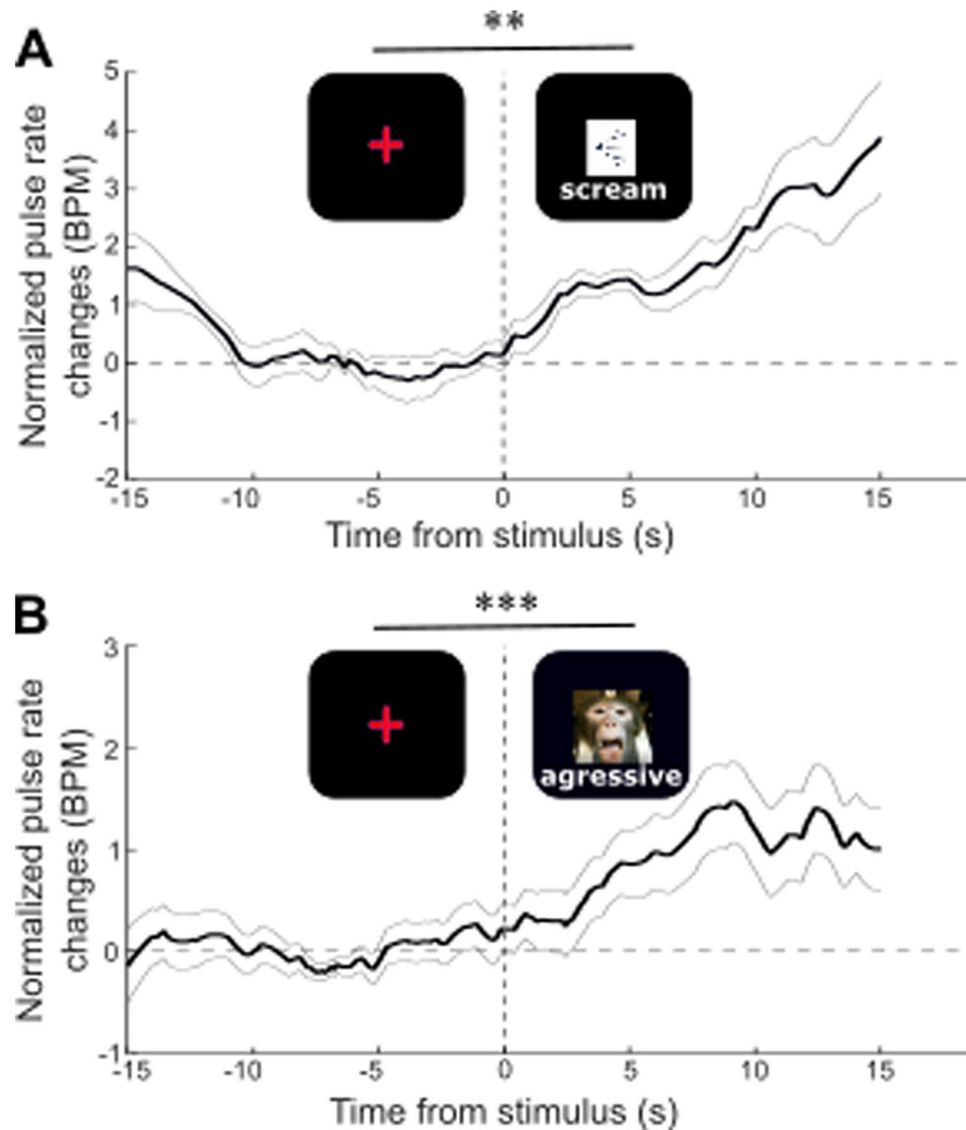 A
**
5
4
3
2
1
0
-1
-2
Normalized pulse rate
changes (BPM)
scream
-15 -10 -5 0 5 10 15
Time from stimulus (s)
B
***
3
2
1
0
-1
Normalized pulse rate
changes (BPM)
agressive
-15 -10 -5 0 5 10 15
Time from stimulus (s)